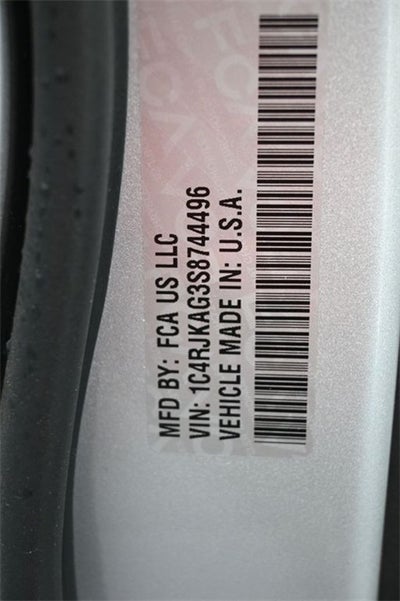 MFD BY: FCA US LLC
VIN: 1C4RJKAG3S8744496
VEHICLE MADE IN: U.S.A.